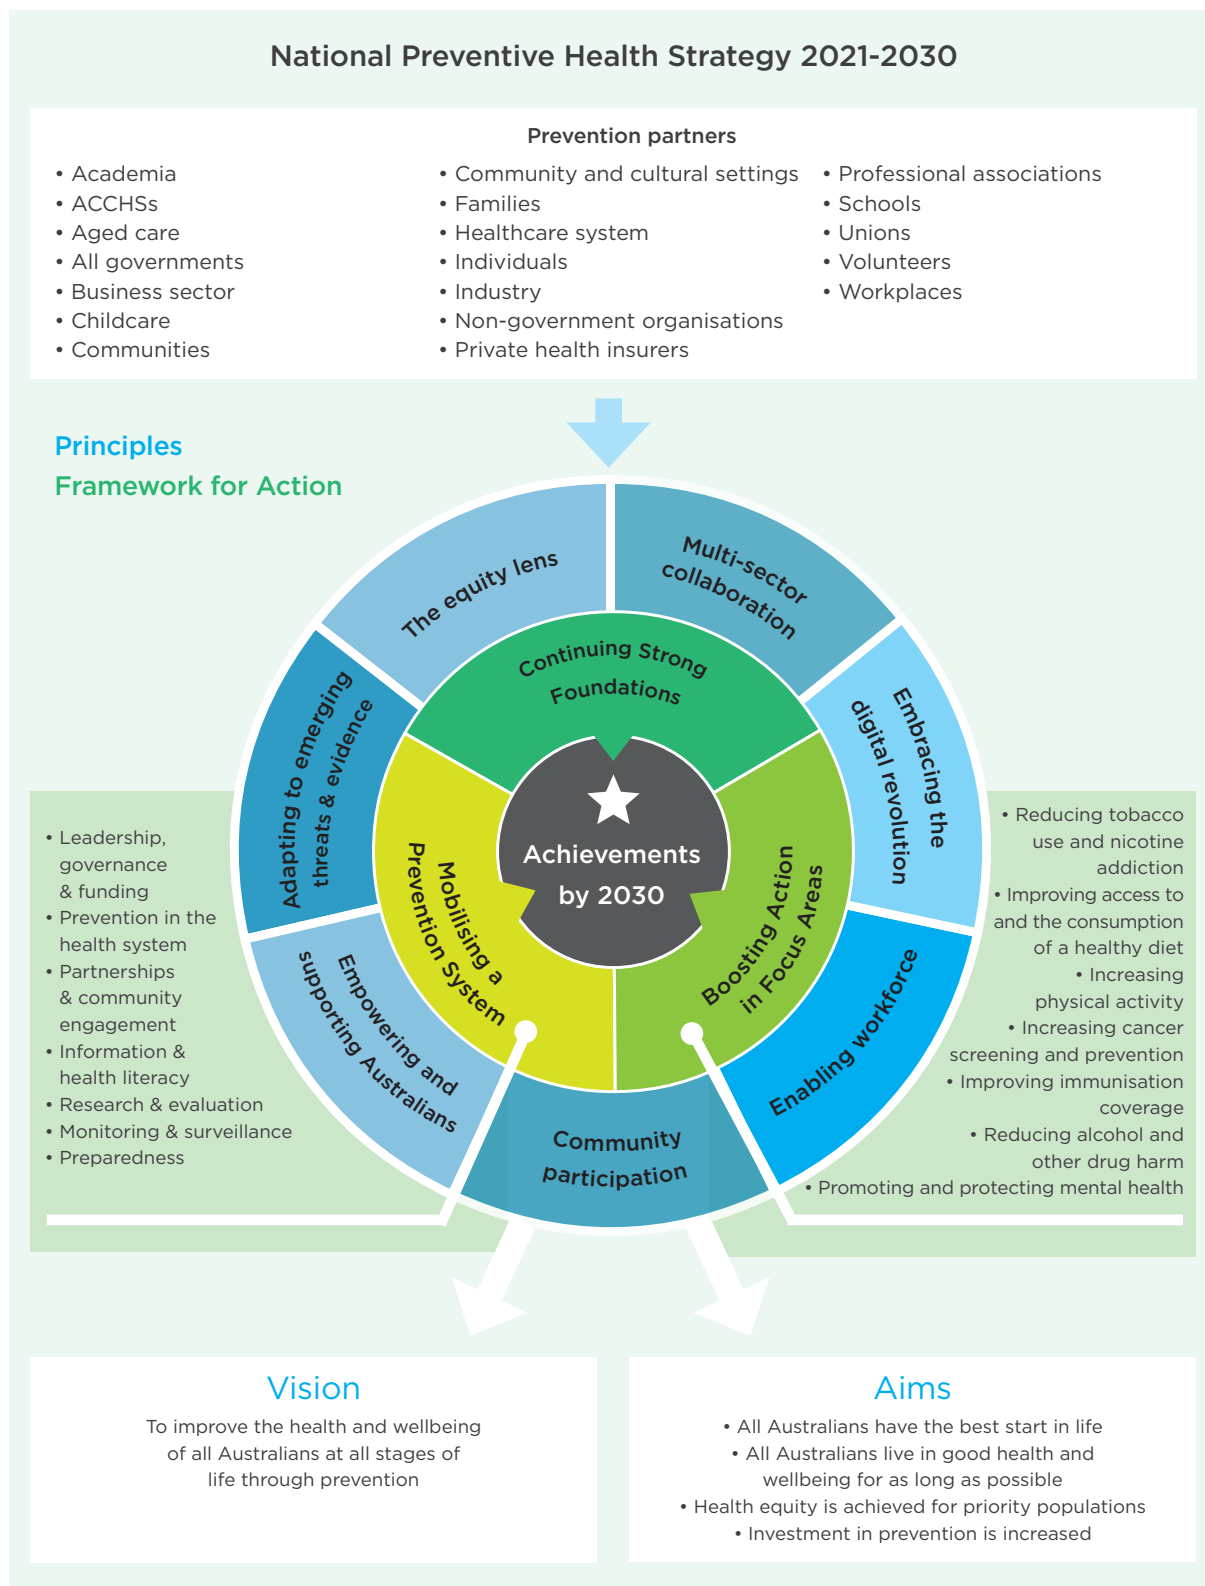 National Preventive Health Strategy 2021-2030
Prevention partners
• Academia
• ACCHSs
• Aged care
• All governments
• Business sector
• Childcare
• Communities
• Community and cultural settings
• Families
• Healthcare system
• Individuals
• Industry
• Non-government organisations
• Private health insurers
• Professional associations
• Schools
• Unions
• Volunteers
• Workplaces
Principles
Framework for Action
The equity lens
Multi-sector
collaboration
Embracing the
digital revolution
Enabling workforce
Community
participation
Empowering and
supporting Australians
Adapting to emerging
threats & evidence
Continuing Strong
Foundations
Boosting Action
in Focus Areas
Mobilising a
Prevention System
Achievements
by 2030
• Leadership,
governance
& funding
• Prevention in the
health system
• Partnerships
& community
engagement
• Information &
health literacy
• Research & evaluation
• Monitoring & surveillance
• Preparedness
• Reducing tobacco
use and nicotine
addiction
• Improving access to
and the consumption
of a healthy diet
• Increasing
physical activity
• Increasing cancer
screening and prevention
• Improving immunisation
coverage
• Reducing alcohol and
other drug harm
• Promoting and protecting mental health
Vision
To improve the health and wellbeing
of all Australians at all stages of
life through prevention
Aims
• All Australians have the best start in life
• All Australians live in good health and
wellbeing for as long as possible
• Health equity is achieved for priority populations
• Investment in prevention is increased